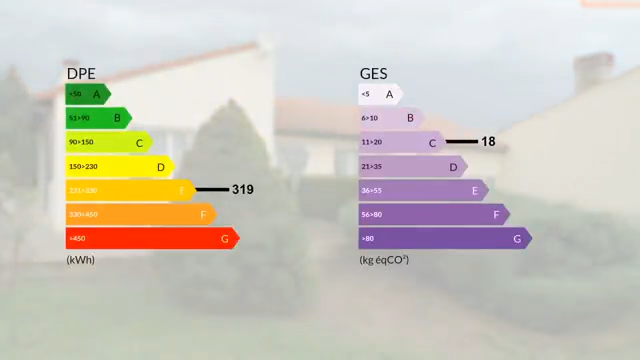 DPE
<50 A
51>90 B
90>150 C
150>230 D
231>330 E
319
330>450 F
>450 G
(kWh)
GES
<5 A
6>10 B
11>20 C
18
21>35 D
36>55 E
56>80 F
>80 G
(kg éqCO²)